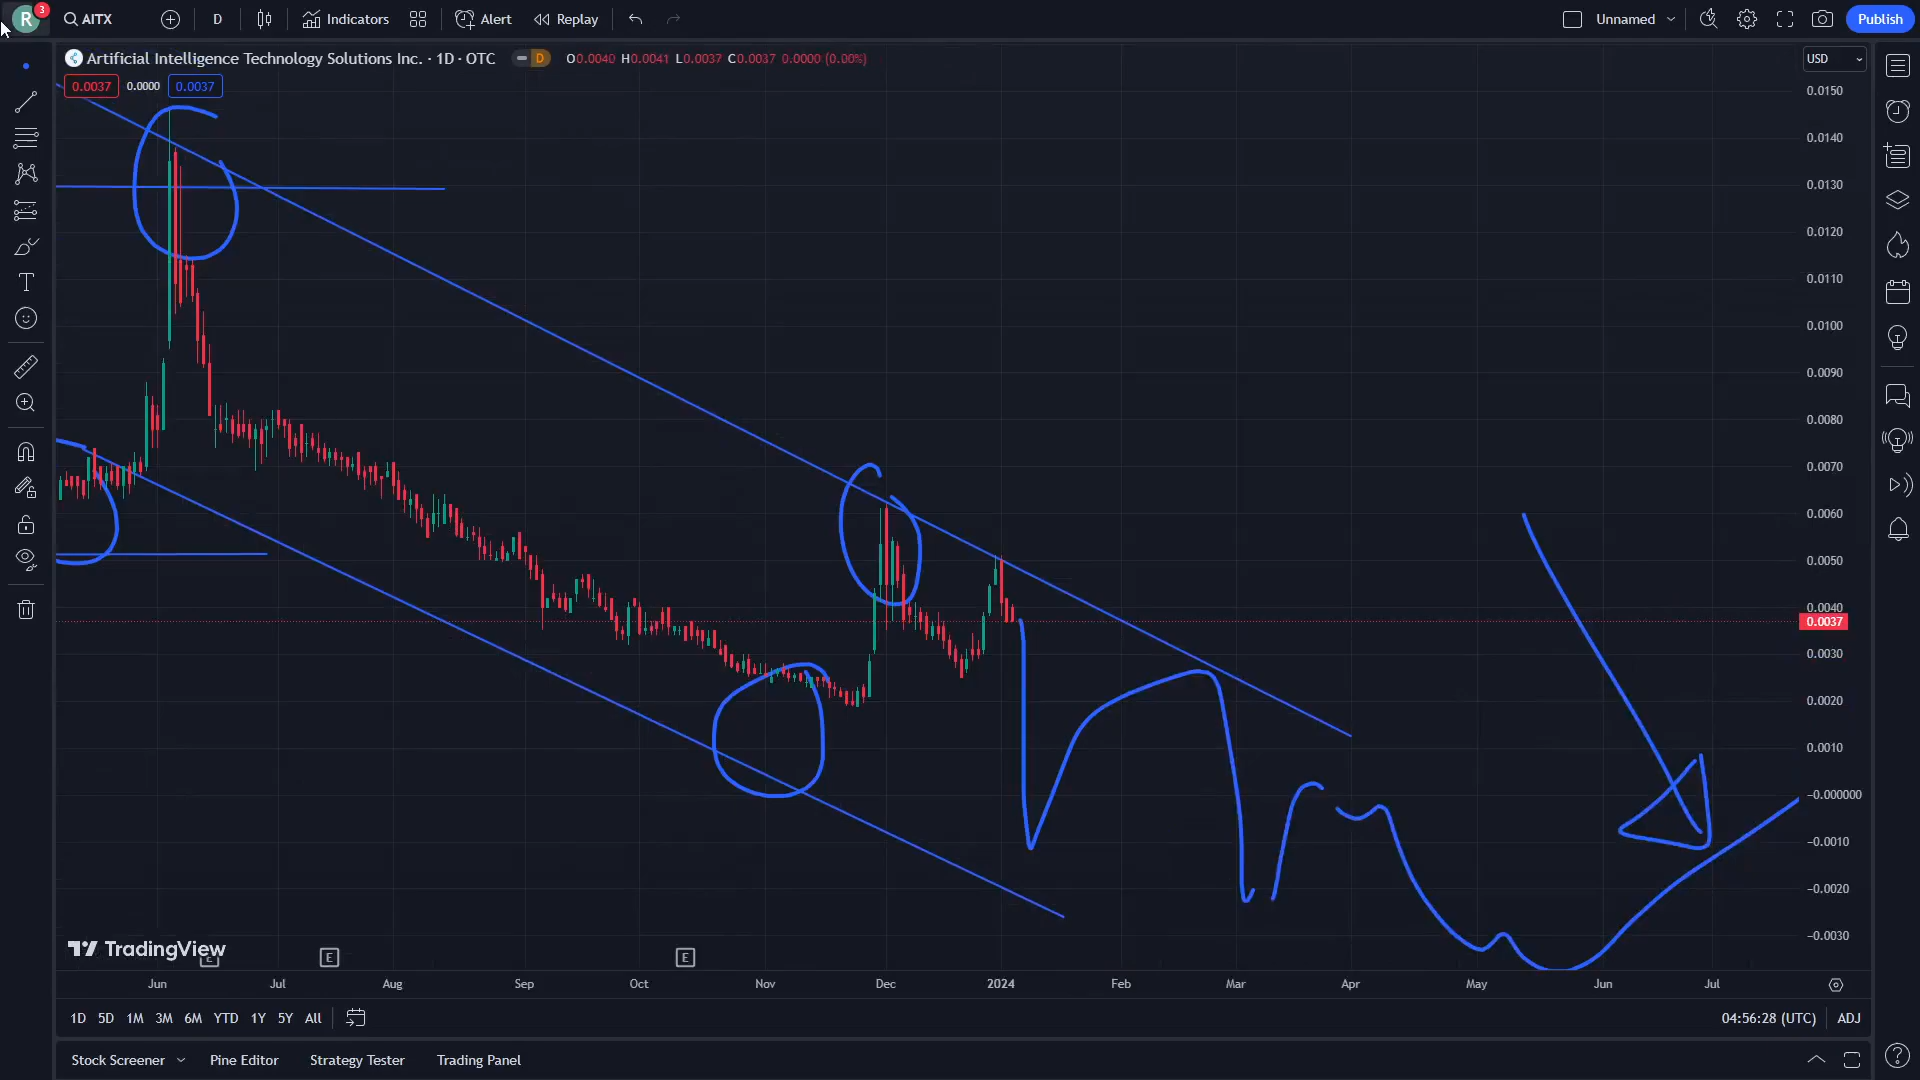 R 3 AITX D Indicators Alert Replay Unnamed Publish
Artificial Intelligence Technology Solutions Inc. · 1D · OTC D O0.0040 H0.0041 L0.0037 C0.0037 0.0000 (0.00%) USD
0.0037 0.0000 0.0037
0.0150
0.0140
0.0130
0.0120
0.0110
0.0100
0.0090
0.0080
0.0070
0.0060
0.0050
0.0040
0.0037
0.0030
0.0020
0.0010
−0.000000
−0.0010
−0.0020
−0.0030
TradingView
E E E
Jun Jul Aug Sep Oct Nov Dec 2024 Feb Mar Apr May Jun Jul
1D 5D 1M 3M 6M YTD 1Y 5Y All 04:56:28 (UTC) ADJ
Stock Screener Pine Editor Strategy Tester Trading Panel